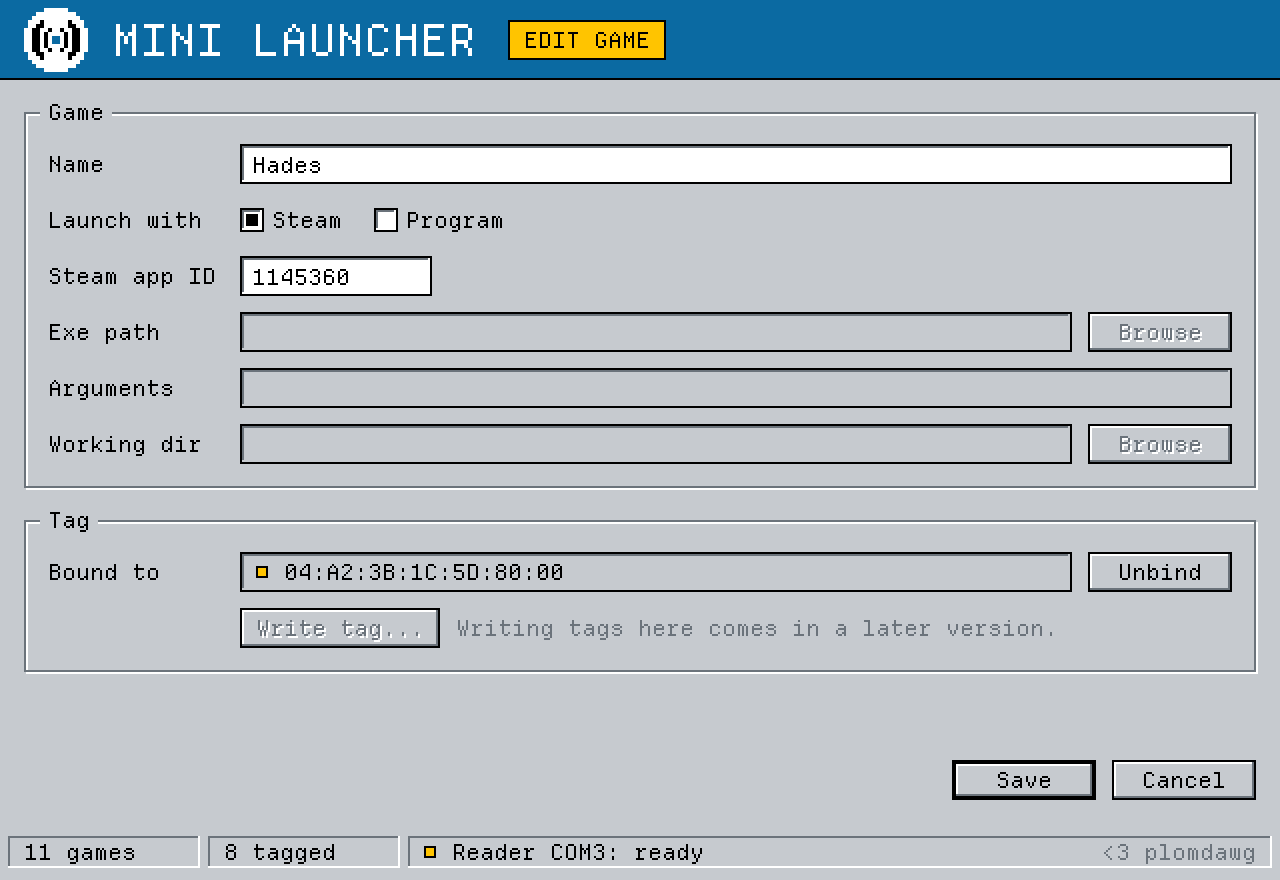 MINI LAUNCHER EDIT GAME
Game
Name Hades
Launch with Steam Program
Steam app ID 1145360
Exe path Browse
Arguments
Working dir Browse
Tag
Bound to 04:A2:3B:1C:5D:80:00 Unbind
Write tag... Writing tags here comes in a later version.
Save Cancel
11 games 8 tagged Reader COM3: ready <3 plomdawg